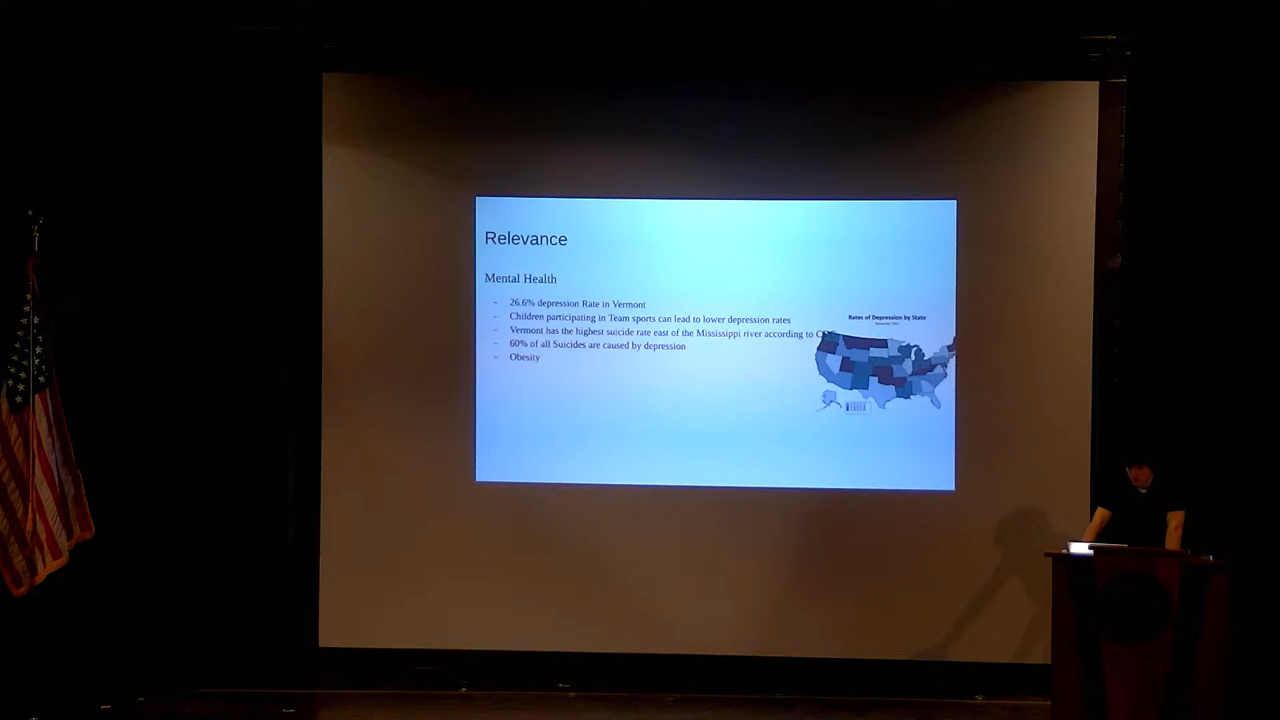 Relevance
Mental Health
- 26.6% depression Rate in Vermont
- Children participating in Team sports can lead to lower depression rates
- Vermont has the highest suicide rate east of the Mississippi river according to
- 60% of all Suicides are caused by depression
- Obesity
Rates of Depression by State